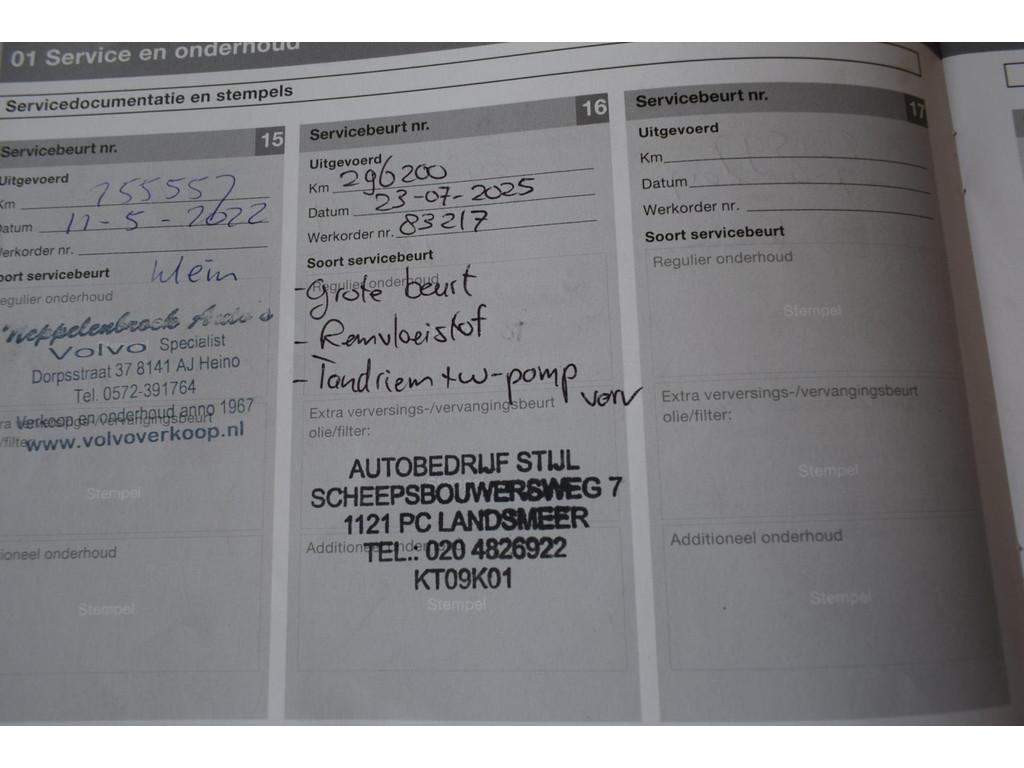 01 Service en onderhoud
Servicedocumentatie en stempels
Servicebeurt nr. 15
Uitgevoerd
Km 255557
Datum 11-5-2022
Werkorder nr.
Soort servicebeurt klein
Regulier onderhoud
Specialist
Volvo
Dorpsstraat 37 8141 AJ Heino
Tel. 0572-391764
Verkoop en onderhoud anno 1967
www.volvoverkoop.nl
Stempel
Additioneel onderhoud
Stempel
Servicebeurt nr. 16
Uitgevoerd
Km 296200
Datum 23-07-2025
Werkorder nr. 83217
Soort servicebeurt
Regulier onderhoud
- Grote beurt
- Remvloeistof
- Tandriem + w-pomp
vorv
Extra verversings-/vervangingsbeurt
olie/filter:
AUTOBEDRIJF STIJL
SCHEEPSBOUWERSWEG 7
1121 PC LANDSMEER
Additioneel onderhoud
TEL.: 020 4826922
KT09K01
Stempel
Servicebeurt nr. 17
Uitgevoerd
Km
Datum
Werkorder nr.
Soort servicebeurt
Regulier onderhoud
Stempel
Extra verversings-/vervangingsbeurt
olie/filter:
Stempel
Additioneel onderhoud
Stempel